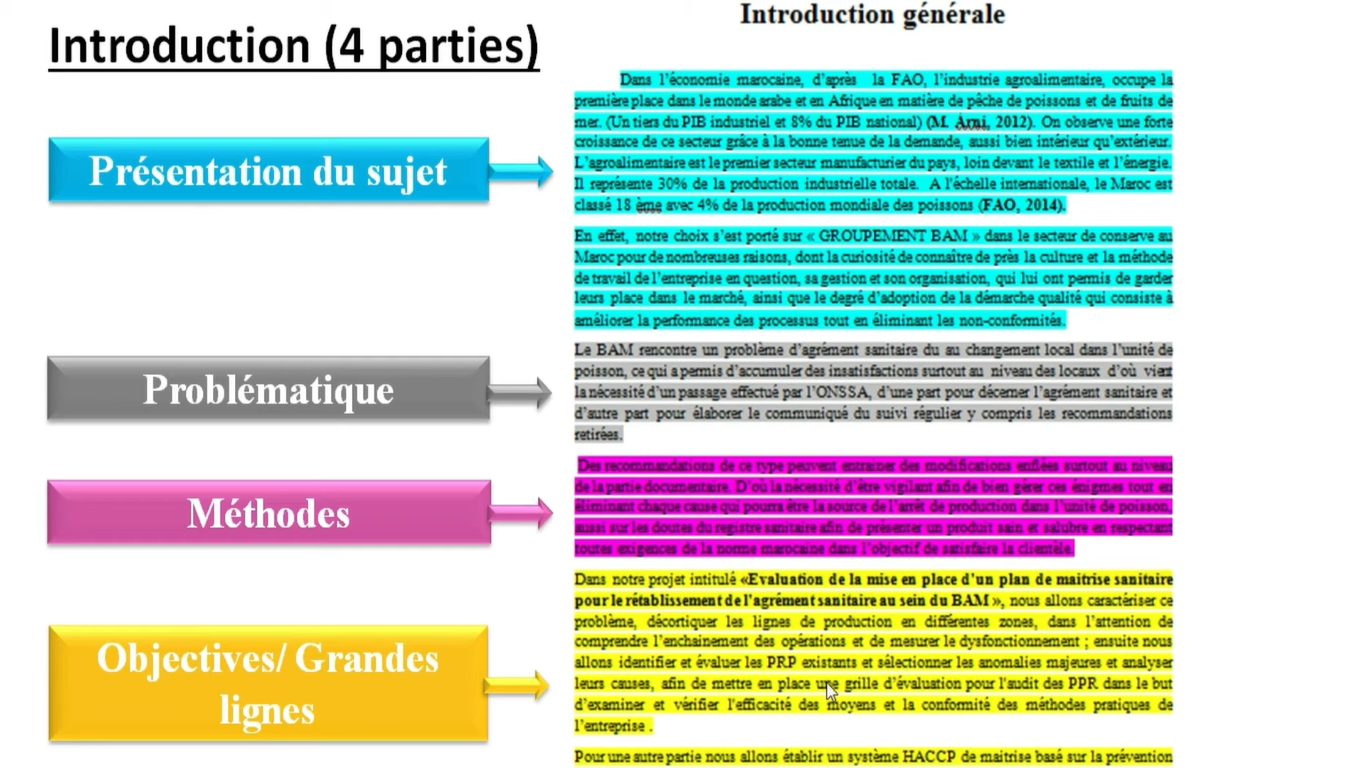 Introduction (4 parties)
Présentation du sujet
Problématique
Méthodes
Objectives/ Grandes
lignes
Introduction générale
Dans l'économie marocaine, d'après la FAO, l'industrie agroalimentaire, occupe la
première place dans le monde arabe et en Afrique en matière de pêche de poissons et de fruits de
mer. (Un tiers du PIB industriel et 8% du PIB national) (M. Arni, 2012). On observe une forte
croissance de ce secteur grâce à la bonne tenue de la demande, aussi bien intérieur qu'extérieur.
L'agroalimentaire est le premier secteur manufacturier du pays, loin devant le textile et l'énergie.
Il représente 30% de la production industrielle totale. A l'échelle internationale, le Maroc est
classé 18 ème avec 4% de la production mondiale des poissons (FAO, 2014).
En effet, notre choix s'est porté sur « GROUPEMENT BAM » dans le secteur de conserve au
Maroc pour de nombreuses raisons, dont la curiosité de connaître de près la culture et la méthode
de travail de l'entreprise en question, sa gestion et son organisation, qui lui ont permis de garder
leurs place dans le marché, ainsi que le degré d'adoption de la démarche qualité qui consiste à
améliorer la performance des processus tout en éliminant les non-conformités.
Le BAM rencontre un problème d'agrément sanitaire du au changement local dans l'unité de
poisson, ce qui a permis d'accumuler des insatisfactions surtout au niveau des locaux d'où vient
la nécessité d'un passage effectué par l'ONSSA, d'une part pour décerner l'agrément sanitaire et
d'autre part pour élaborer le communiqué du suivi régulier y compris les recommandations
retirées.
Des recommandations de ce type peuvent entrainer des modifications enflées surtout au niveau
de la partie documentaire. D'où la nécessité d'être vigilant afin de bien gérer ces énigmes tout en
éliminant chaque cause qui pourra être la source de l'arrêt de production dans l'unité de poisson,
aussi sur les doutes du registre sanitaire afin de présenter un produit sain et salubre en respectant
toutes exigences de la norme marocaine dans l'objectif de satisfaire la clientèle.
Dans notre projet intitulé «Evaluation de la mise en place d'un plan de maitrise sanitaire
pour le rétablissement de l'agrément sanitaire au sein du BAM », nous allons caractériser ce
problème, décortiquer les lignes de production en différentes zones, dans l'attention de
comprendre l'enchainement des opérations et de mesurer le dysfonctionnement ; ensuite nous
allons identifier et évaluer les PRP existants et sélectionner les anomalies majeures et analyser
leurs causes, afin de mettre en place une grille d'évaluation pour l'audit des PPR dans le but
d'examiner et vérifier l'efficacité des moyens et la conformité des méthodes pratiques de
l'entreprise .
Pour une autre partie nous allons établir un système HACCP de maitrise basé sur la prévention